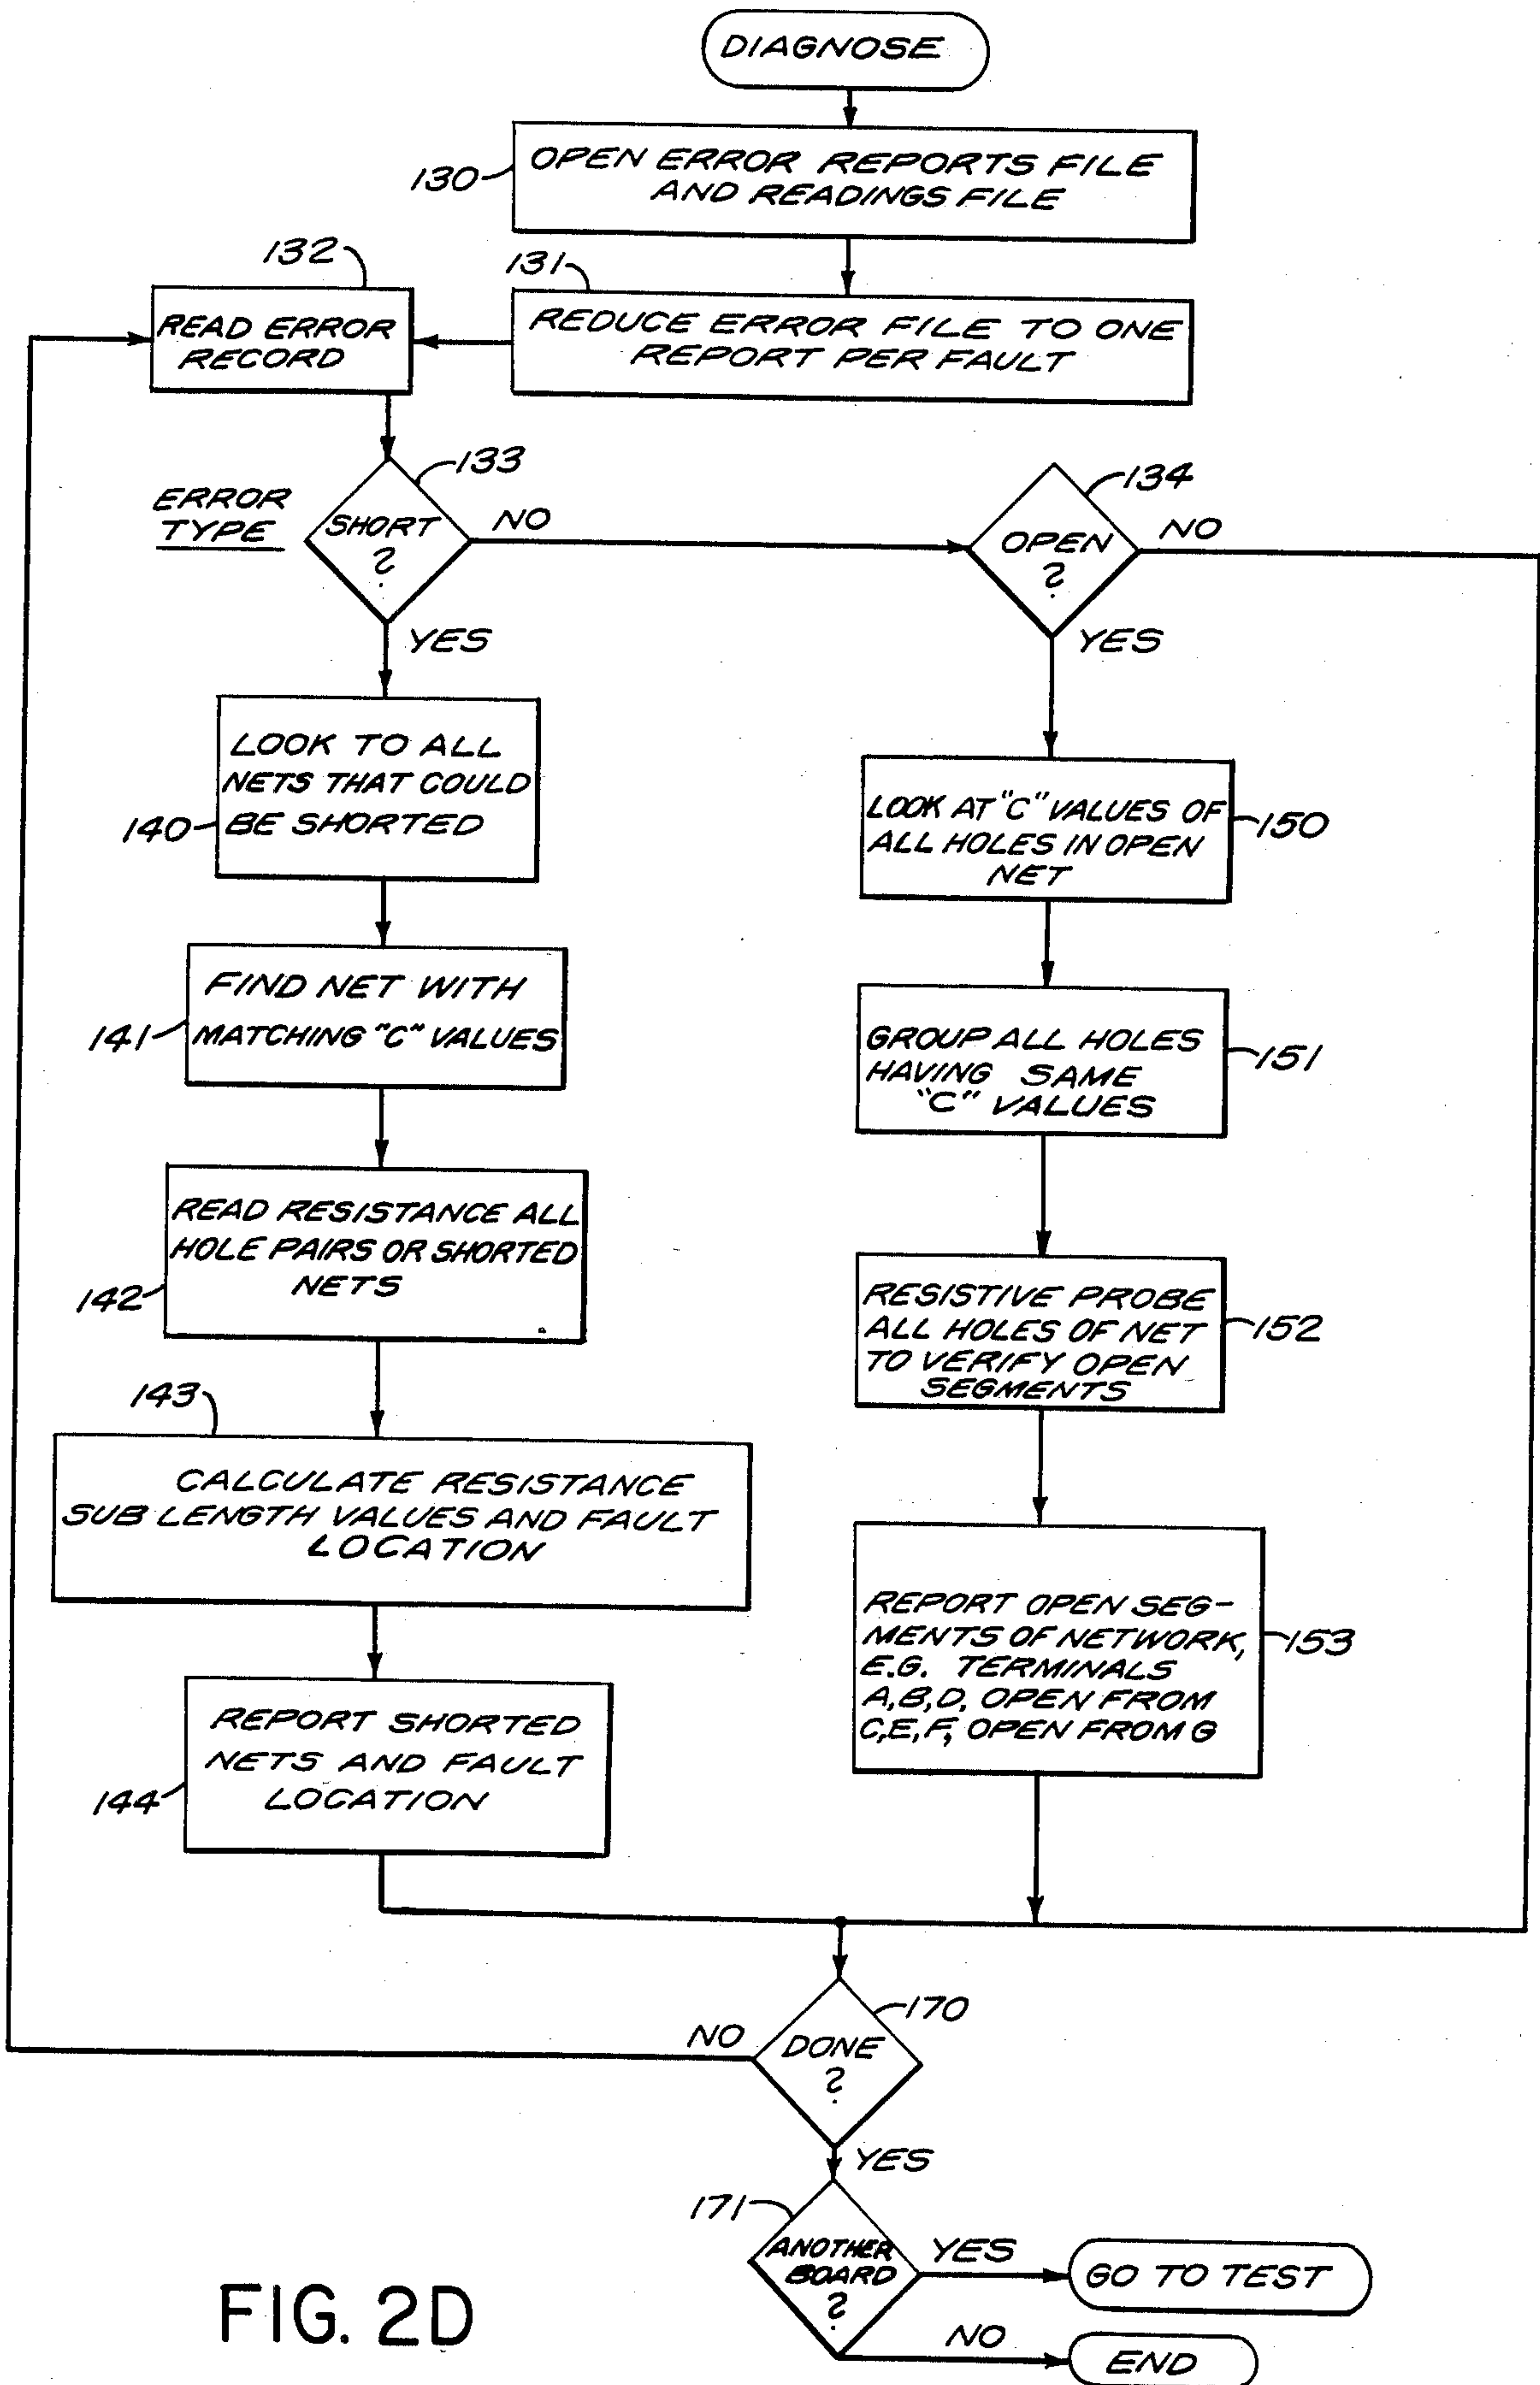 DIAGNOSE
OPEN ERROR REPORTS FILE
AND READINGS FILE
130
132
131
READ ERROR
RECORD
REDUCE ERROR FILE TO ONE
REPORT PER FAULT
133
134
ERROR
TYPE
SHORT
?
NO
OPEN
?
NO
YES
YES
LOOK TO ALL
NETS THAT COULD
BE SHORTED
140
LOOK AT "C" VALUES OF
ALL HOLES IN OPEN
NET
150
FIND NET WITH
MATCHING "C" VALUES
141
GROUP ALL HOLES
HAVING SAME
"C" VALUES
151
READ RESISTANCE ALL
HOLE PAIRS OR SHORTED
NETS
142
RESISTIVE PROBE
ALL HOLES OF NET
TO VERIFY OPEN
SEGMENTS
152
143
CALCULATE RESISTANCE
SUB LENGTH VALUES AND FAULT
LOCATION
REPORT OPEN SEG-
MENTS OF NETWORK,
E.G. TERMINALS
A,B,D, OPEN FROM
C,E,F, OPEN FROM G
153
REPORT SHORTED
NETS AND FAULT
LOCATION
144
170
NO
DONE
?
YES
171
ANOTHER
BOARD
?
YES
GO TO TEST
NO
END
FIG. 2D